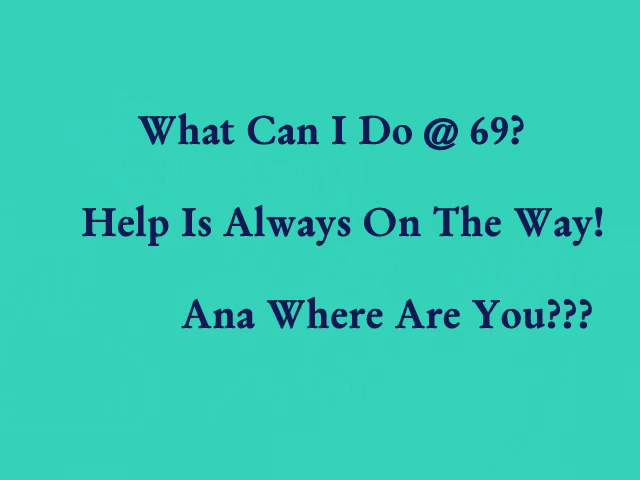 What Can I Do @ 69?
Help Is Always On The Way!
Ana Where Are You???